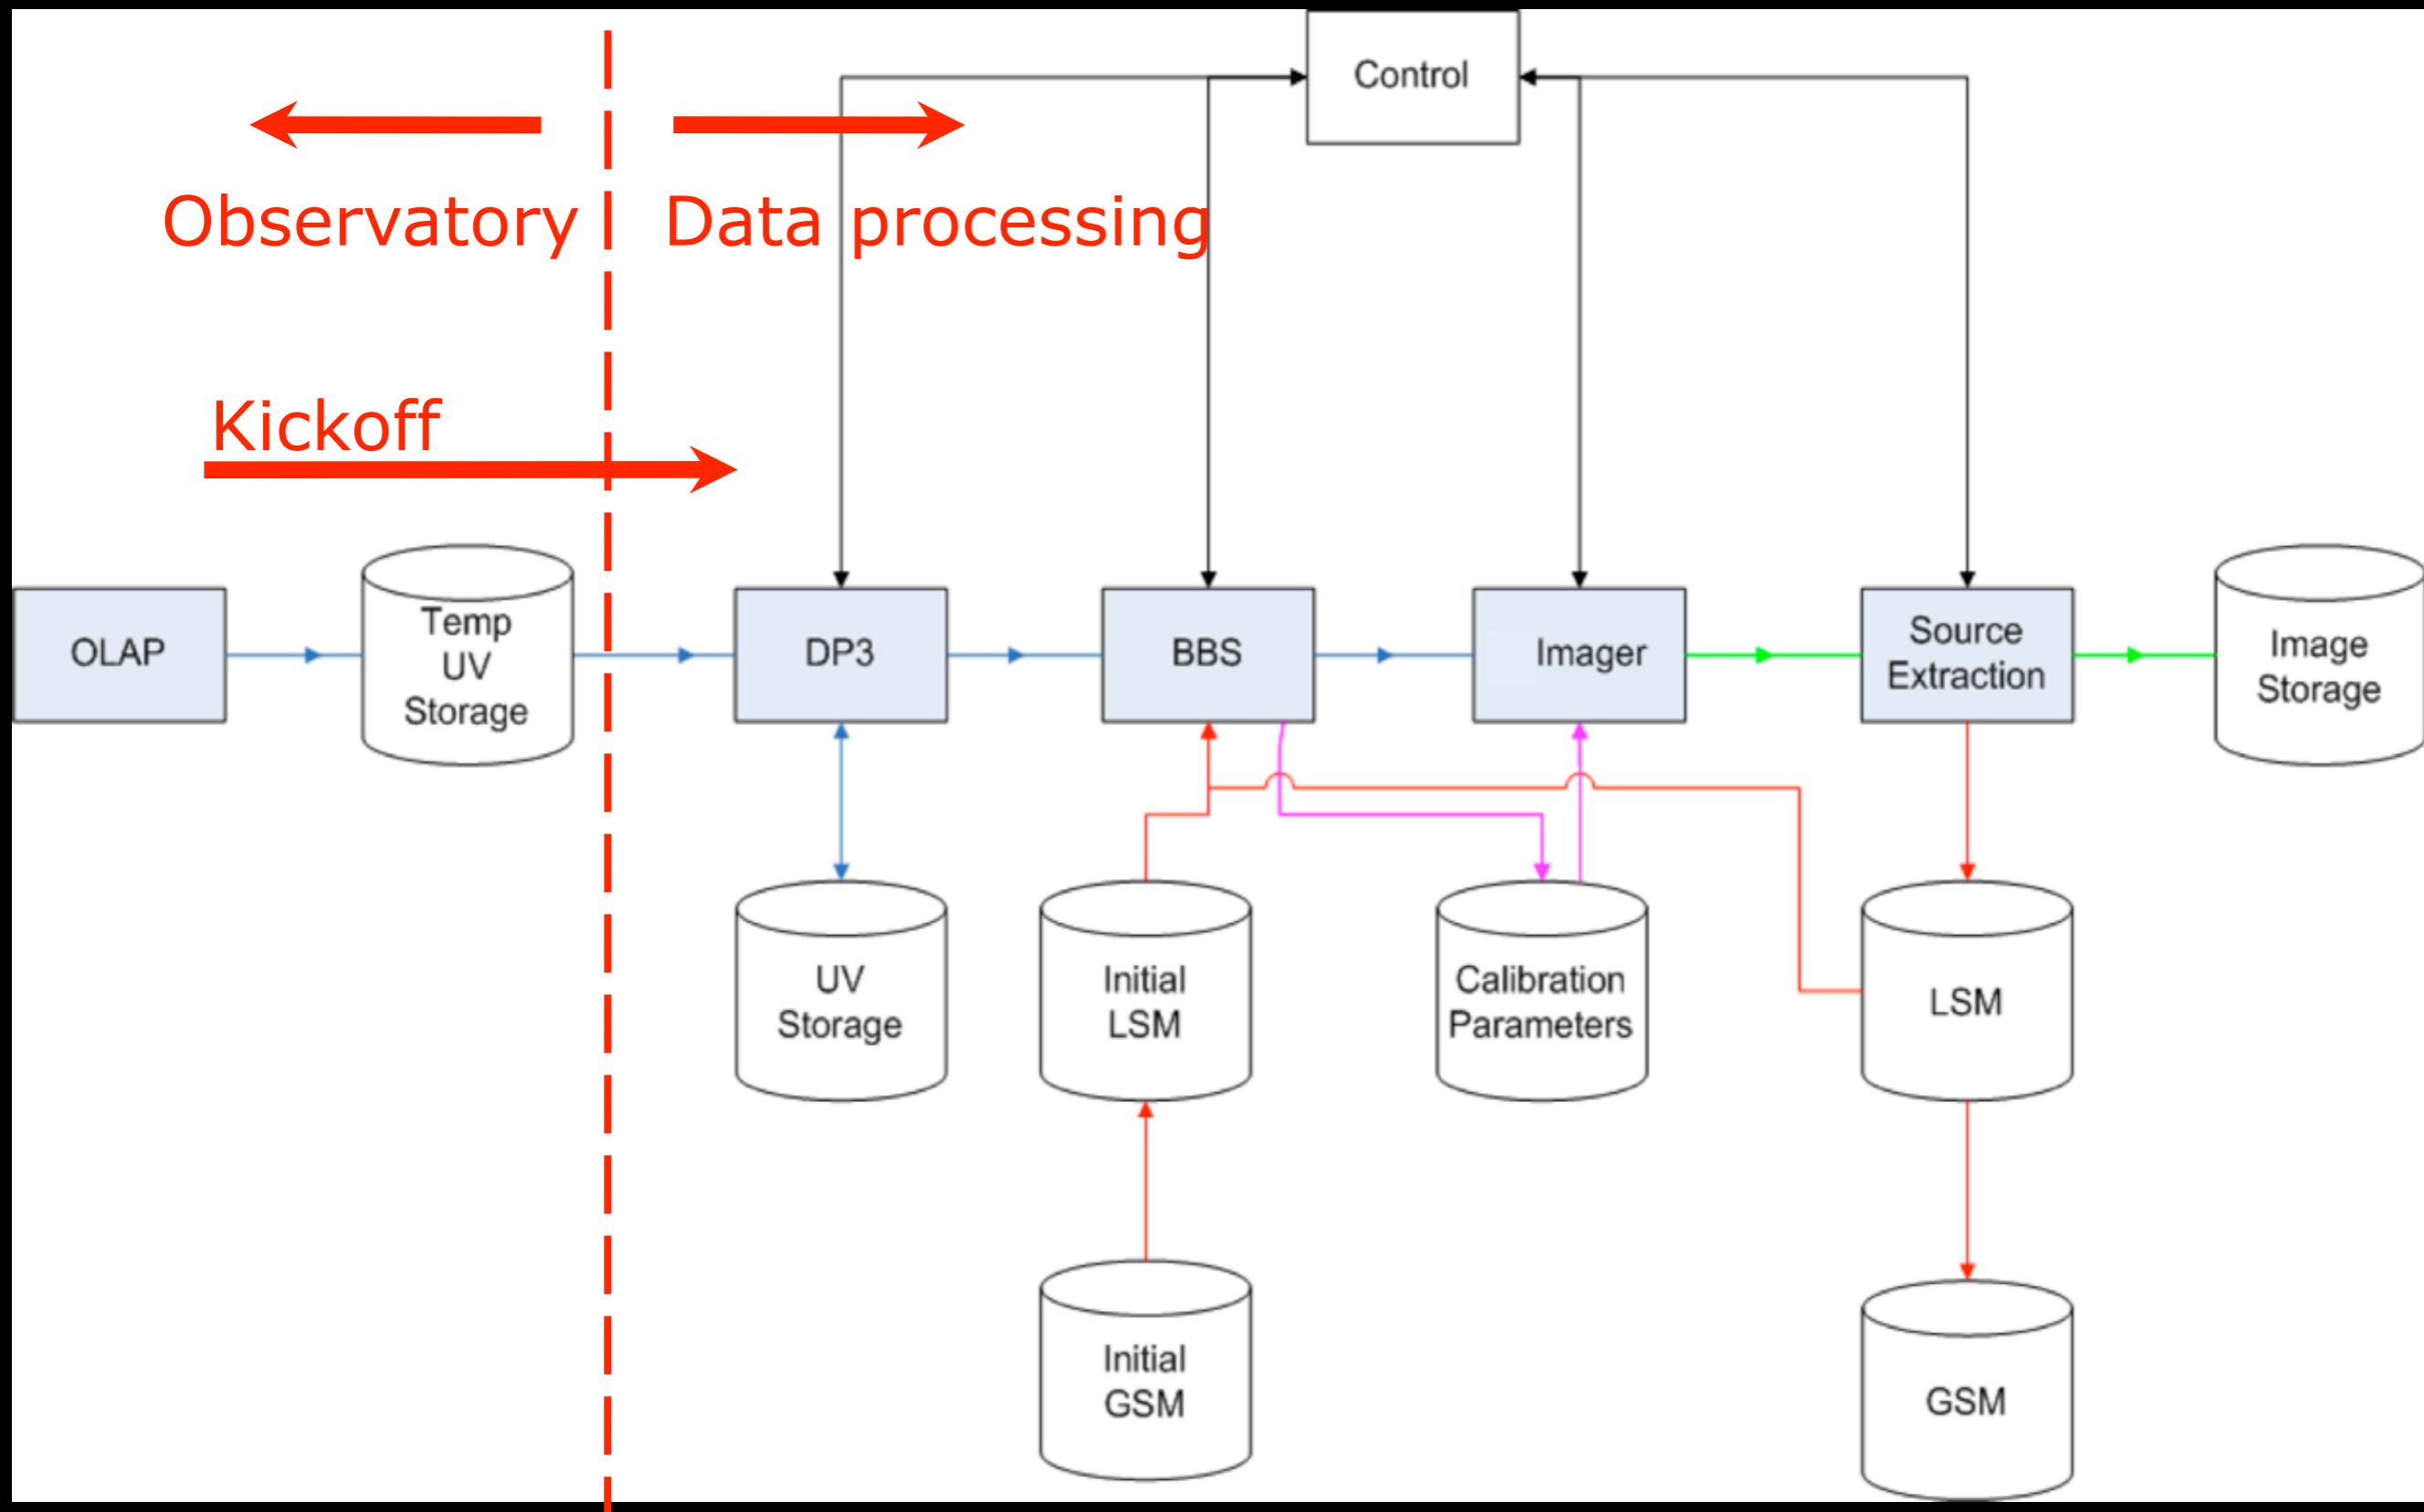 Control
Observatory
Data processing
Kickoff
OLAP
Temp
UV
Storage
DP3
BBS
Imager
Source
Extraction
Image
Storage
UV
Storage
Initial
LSM
Calibration
Parameters
LSM
Initial
GSM
GSM